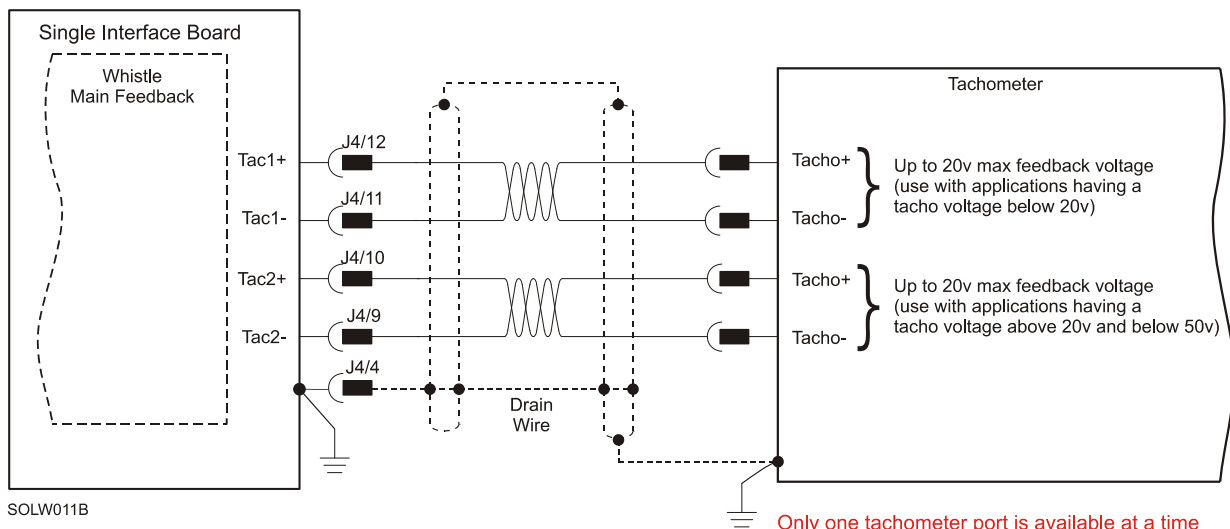 Single Interface Board
Whistle
Main Feedback
Tachometer
J4/12
Tac1+
Tacho+
Up to 20v max feedback voltage
(use with applications having a
tacho voltage below 20v)
J4/11
Tac1-
Tacho-
J4/10
Tac2+
Tacho+
Up to 20v max feedback voltage
(use with applications having a
tacho voltage above 20v and below 50v)
J4/9
Tac2-
Tacho-
J4/4
Drain
Wire
SOLW011B
Only one tachometer port is available at a time